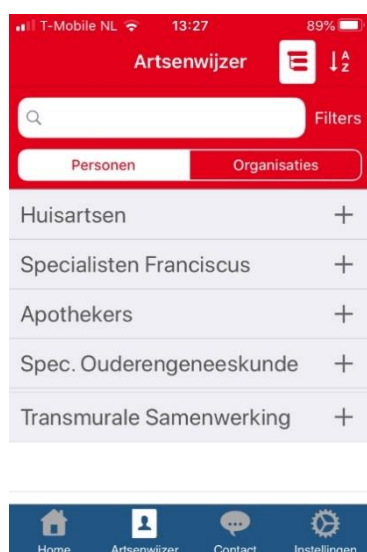 T-Mobile NL 13:27 89%
Artsenwijzer A Z
Filters
Personen Organisaties
Huisartsen +
Specialisten Franciscus +
Apothekers +
Spec. Ouderengeneeskunde +
Transmurale Samenwerking +
Home Artsenwijzer Contact Instellingen